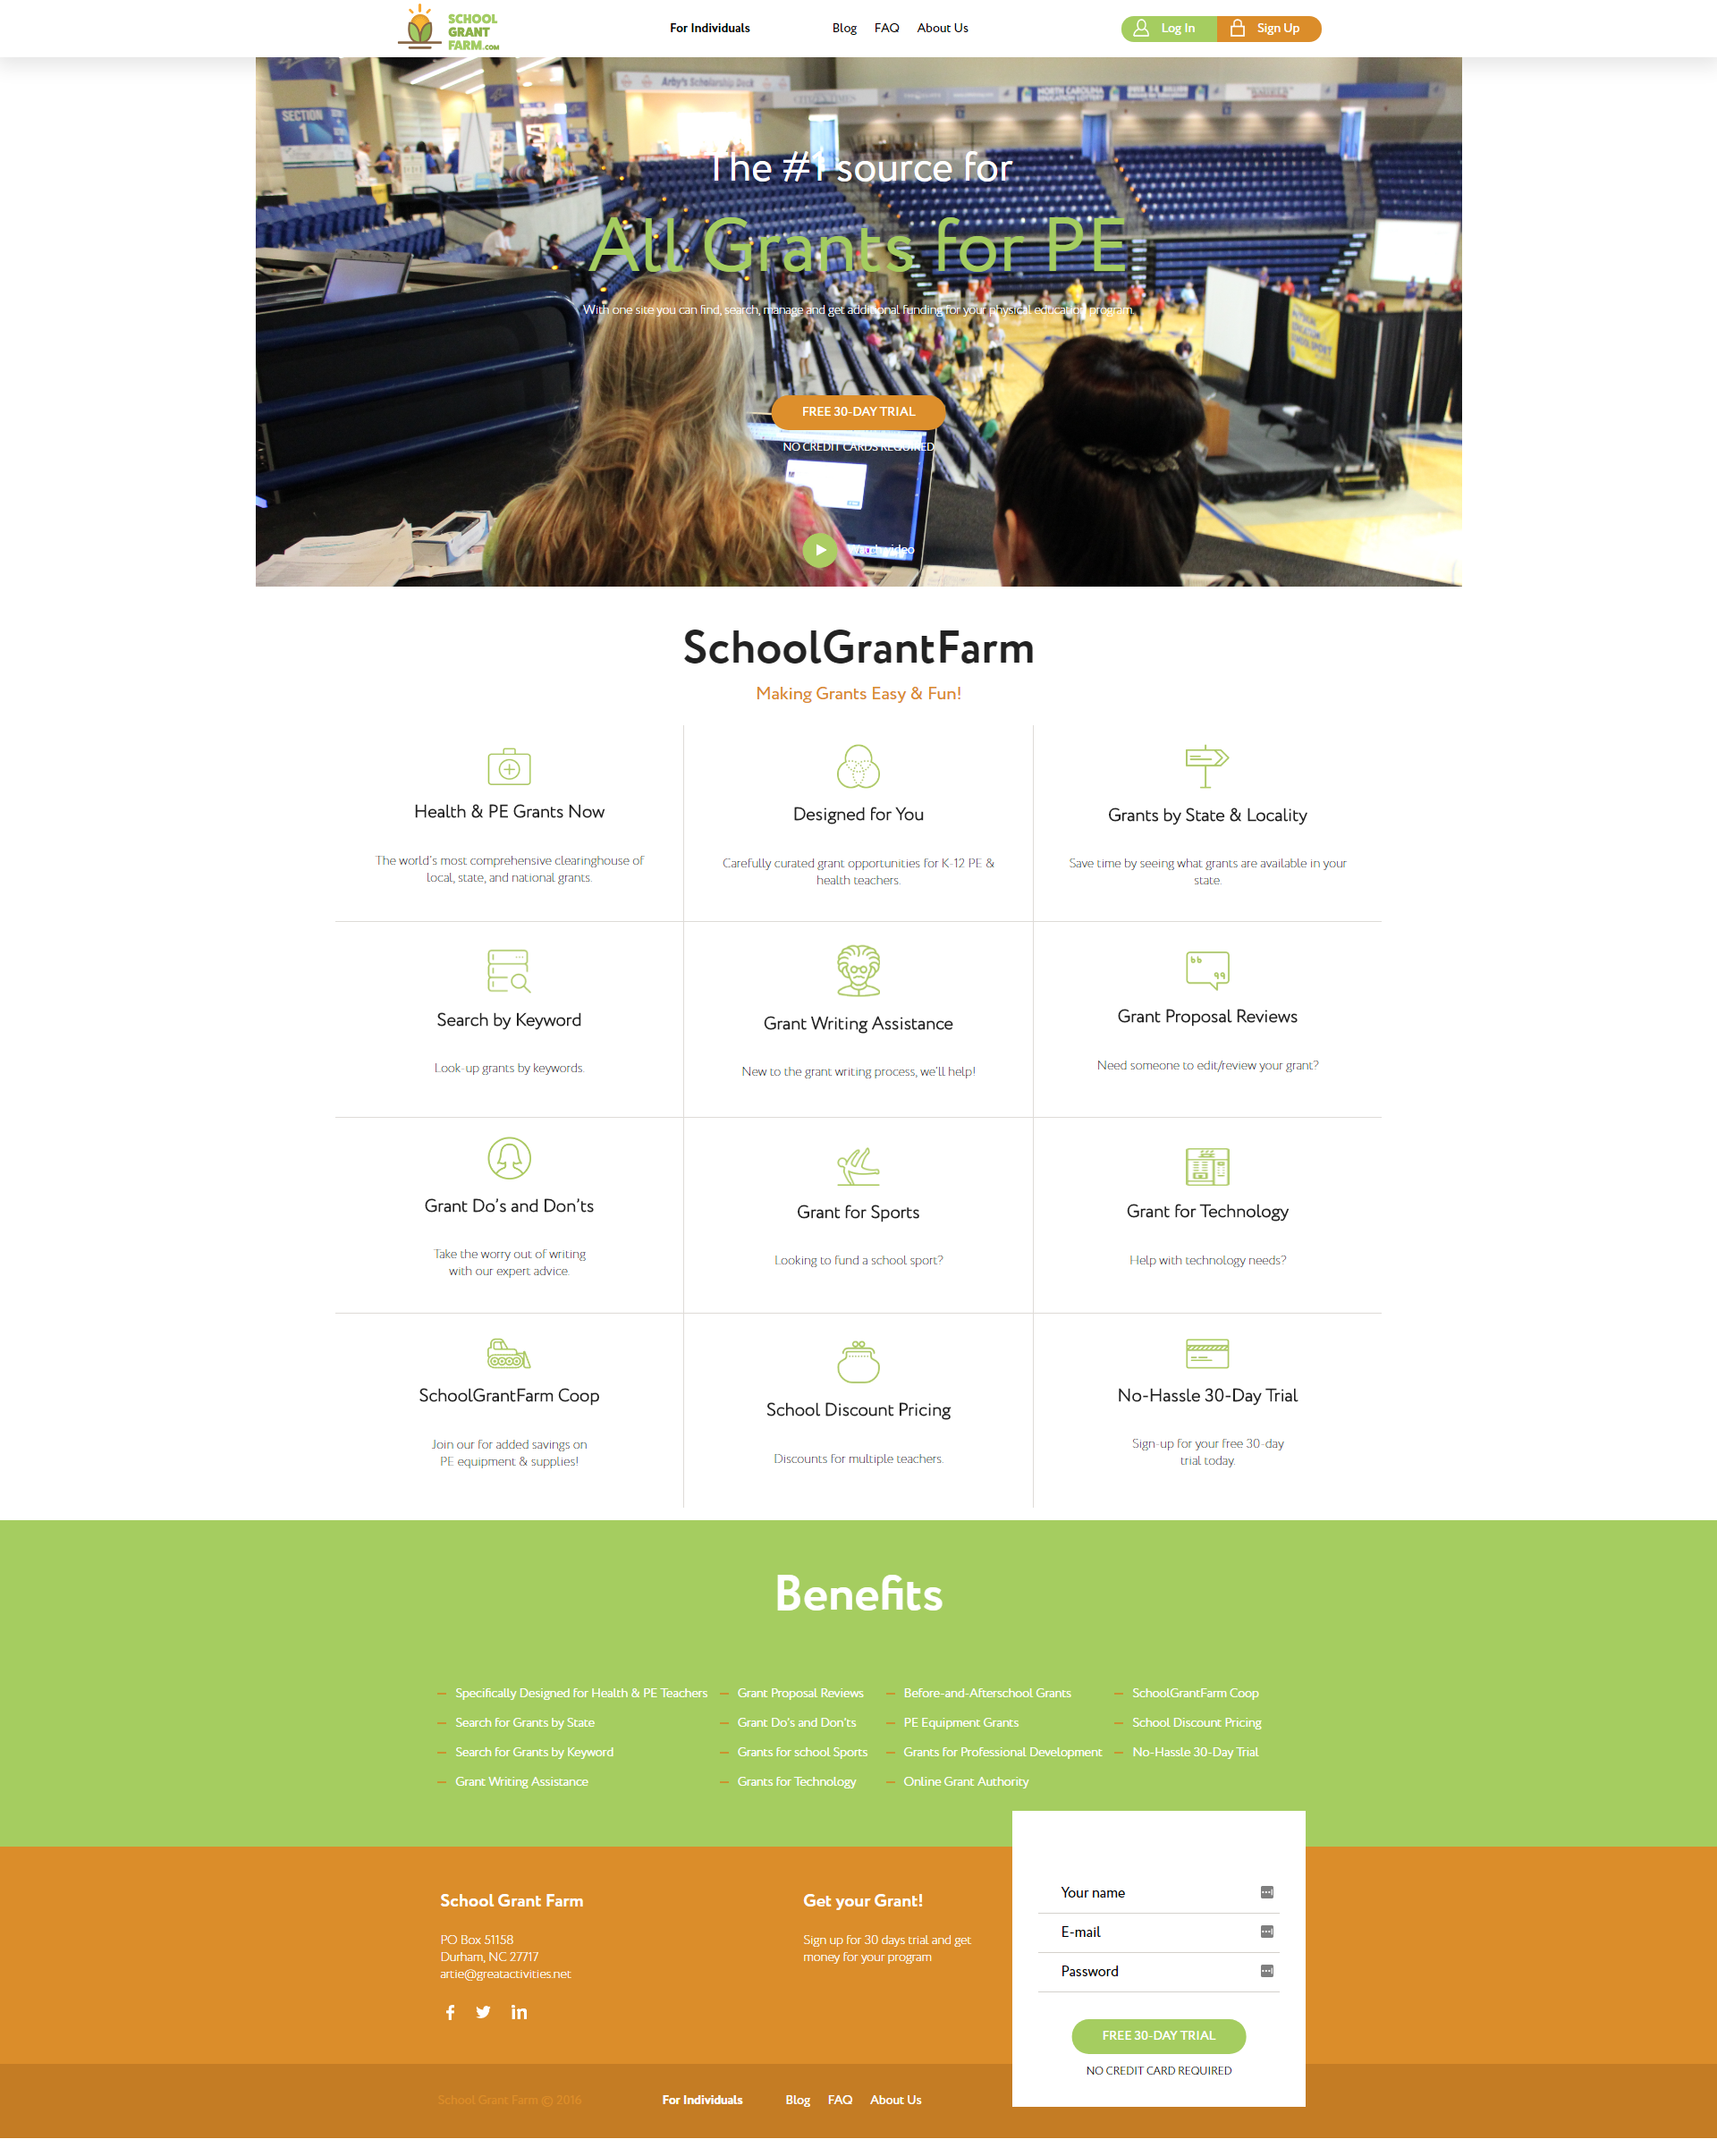 SCHOOL
GRANT
FARM.COM
For Individuals
Blog
FAQ
About Us
Log In
Sign Up
Arby's Scholarship Deck
SECTION
1
NORTH CAROLINA
EDUCATION LOTTERY
The #1 source for
All Grants for PE
With one site you can find, search, manage and get additional funding for your physical education program.
FREE 30-DAY TRIAL
NO CREDIT CARDS REQUIRED
video
SchoolGrantFarm
Making Grants Easy & Fun!
Health & PE Grants Now
The world's most comprehensive clearinghouse of
local, state, and national grants.
Designed for You
Carefully curated grant opportunities for K-12 PE &
health teachers.
Grants by State & Locality
Save time by seeing what grants are available in your
state.
Search by Keyword
Look-up grants by keywords.
Grant Writing Assistance
New to the grant writing process, we'll help!
Grant Proposal Reviews
Need someone to edit/review your grant?
Grant Do's and Don'ts
Take the worry out of writing
with our expert advice.
Grant for Sports
Looking to fund a school sport?
Grant for Technology
Help with technology needs?
SchoolGrantFarm Coop
Join our for added savings on
PE equipment & supplies!
School Discount Pricing
Discounts for multiple teachers.
No-Hassle 30-Day Trial
Sign-up for your free 30-day
trial today.
Benefits
Specifically Designed for Health & PE Teachers
Search for Grants by State
Search for Grants by Keyword
Grant Writing Assistance
Grant Proposal Reviews
Grant Do's and Don'ts
Grants for school Sports
Grants for Technology
Before-and-Afterschool Grants
PE Equipment Grants
Grants for Professional Development
Online Grant Authority
SchoolGrantFarm Coop
School Discount Pricing
No-Hassle 30-Day Trial
School Grant Farm
PO Box 51158
Durham, NC 27717
artie@greatactivities.net
Get your Grant!
Sign up for 30 days trial and get
money for your program
Your name
E-mail
Password
FREE 30-DAY TRIAL
NO CREDIT CARD REQUIRED
School Grant Farm © 2016
For Individuals
Blog
FAQ
About Us